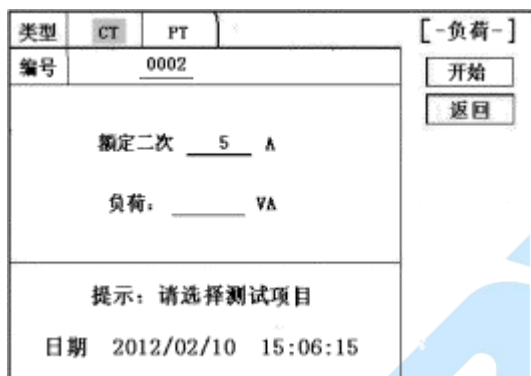 类型 CT PT [-负荷-]
编号 0002 开始
返回
额定二次 5 A
负荷: VA
提示: 请选择测试项目
日期 2012/02/10 15:06:15